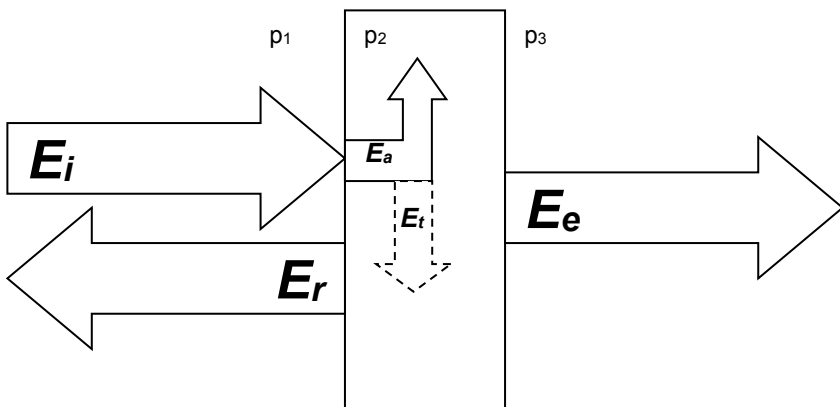 p₁ p₂ p₃
Eᵢ
Eₐ
Eₜ
Eₑ
Eᵣ